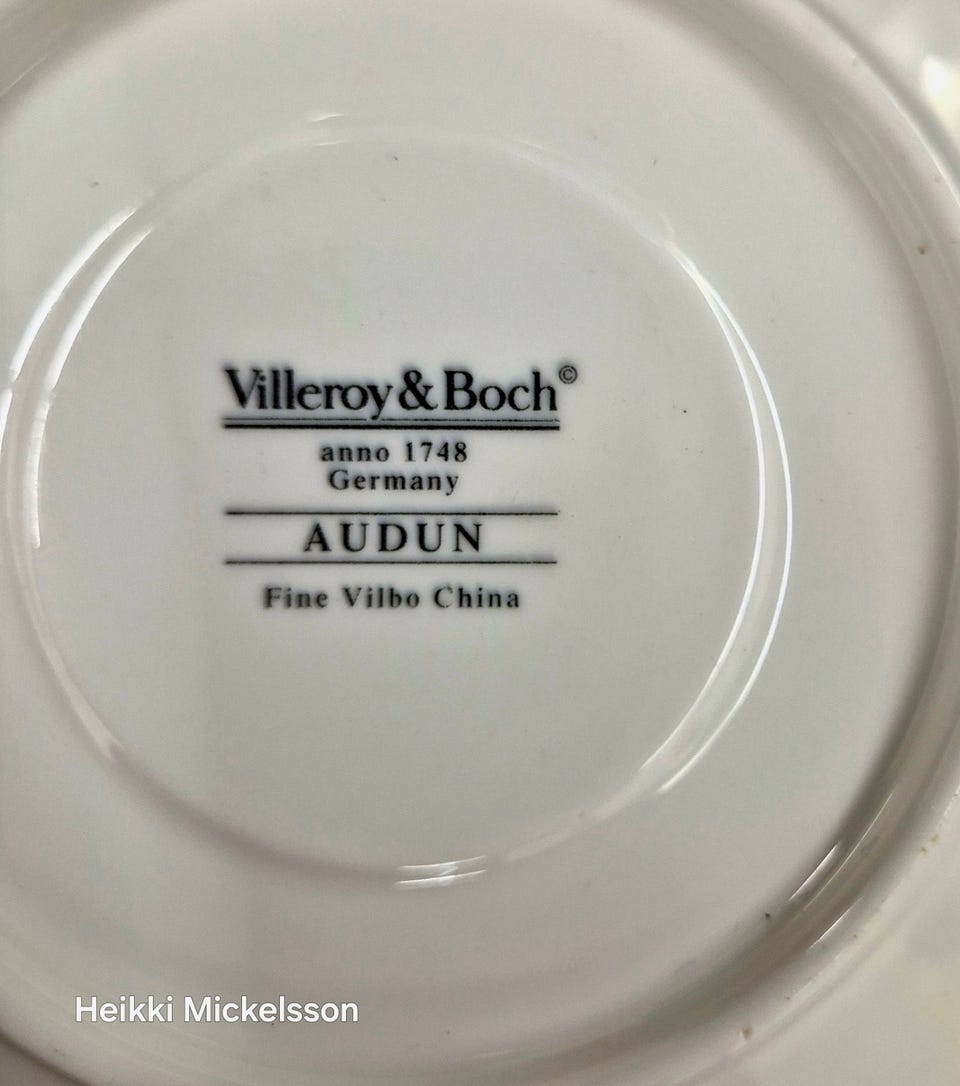 Villeroy & Boch©
anno 1748
Germany
AUDUN
Fine Vilbo China
Heikki Mickelsson